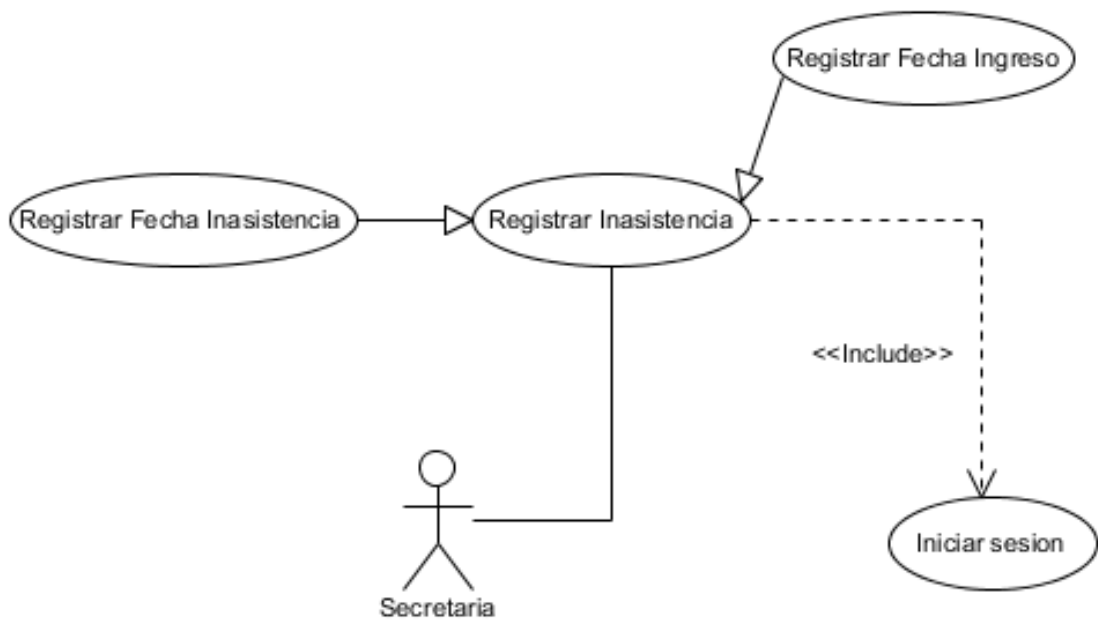 Registrar Fecha Ingreso
Registrar Fecha Inasistencia
Registrar Inasistencia
<<Include>>
Iniciar sesion
Secretaria